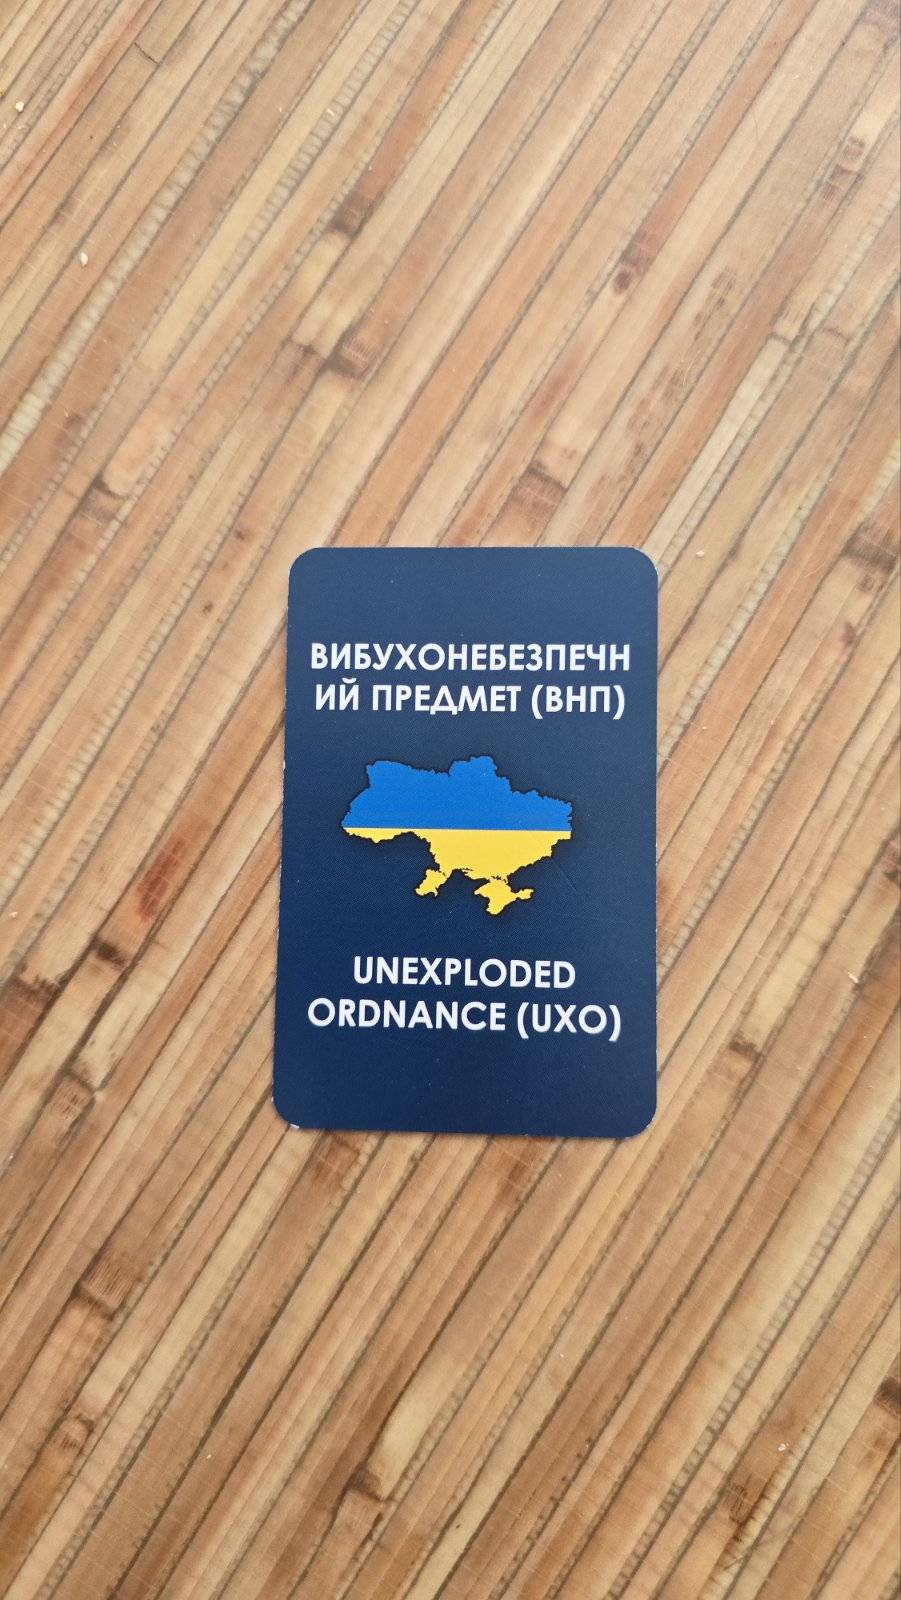 ВИБУХОНЕБЕЗПЕЧН
ИЙ ПРЕДМЕТ (ВНП)
UNEXPLODED
ORDNANCE (UXO)